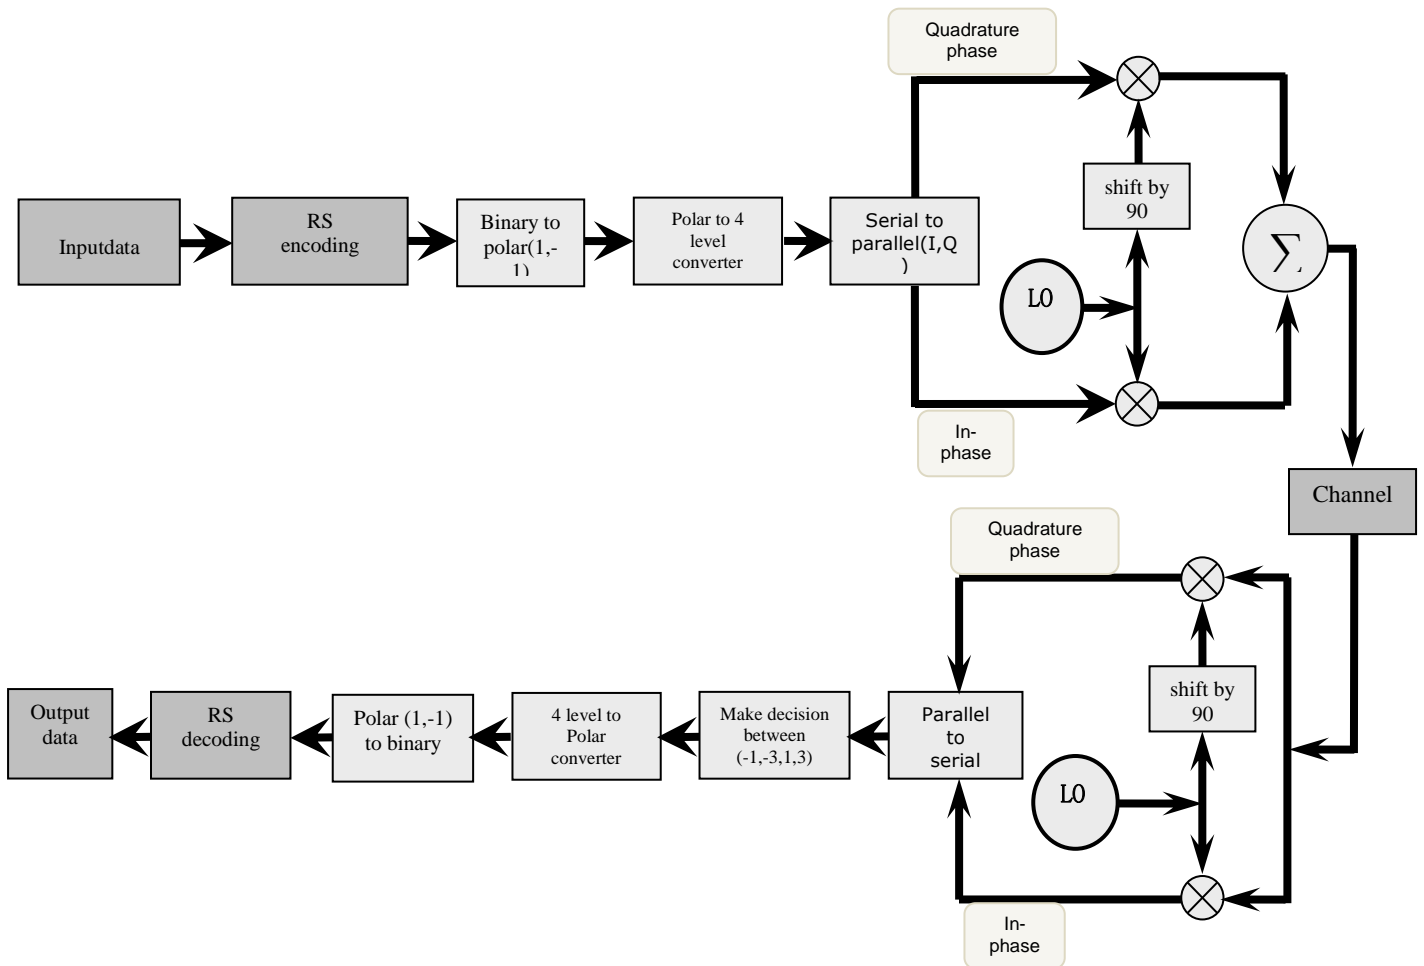 Quadrature
phase
Inputdata
RS
encoding
Binary to
polar(1,-
1)
Polar to 4
level
converter
Serial to
parallel(I,Q
)
shift by
90
LO
∑
In-
phase
Channel
Quadrature
phase
Output
data
RS
decoding
Polar (1,-1)
to binary
4 level to
Polar
converter
Make decision
between
(-1,-3,1,3)
Parallel
to
serial
shift by
90
LO
In-
phase